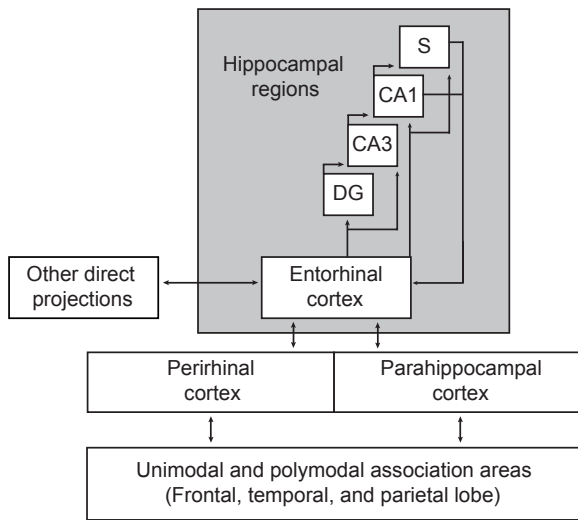 S
Hippocampal
regions
CA1
CA3
DG
Other direct
projections
Entorhinal
cortex
Perirhinal
cortex
Parahippocampal
cortex
Unimodal and polymodal association areas
(Frontal, temporal, and parietal lobe)